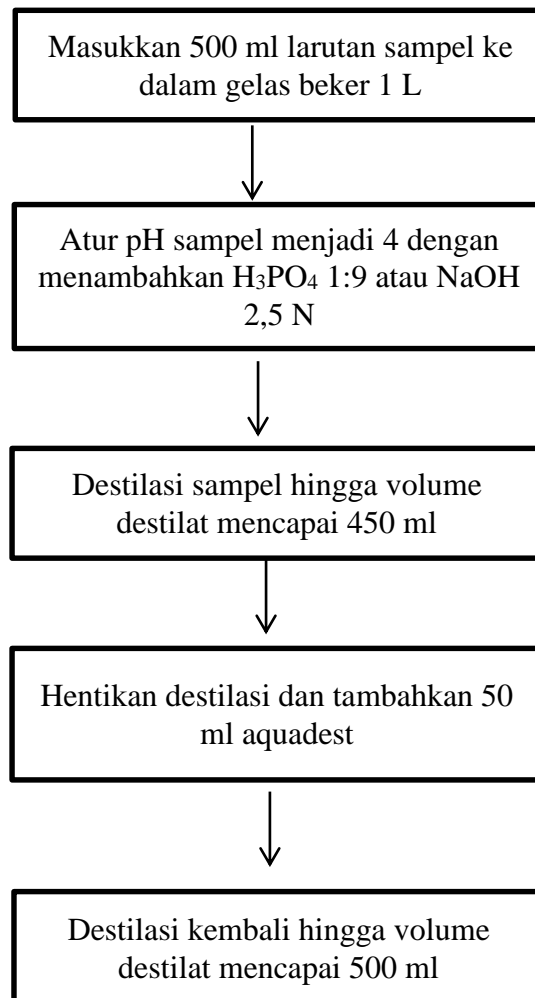 Masukkan 500 ml larutan sampel ke
dalam gelas beker 1 L
Atur pH sampel menjadi 4 dengan
menambahkan H₃PO₄ 1:9 atau NaOH
2,5 N
Destilasi sampel hingga volume
destilat mencapai 450 ml
Hentikan destilasi dan tambahkan 50
ml aquadest
Destilasi kembali hingga volume
destilat mencapai 500 ml